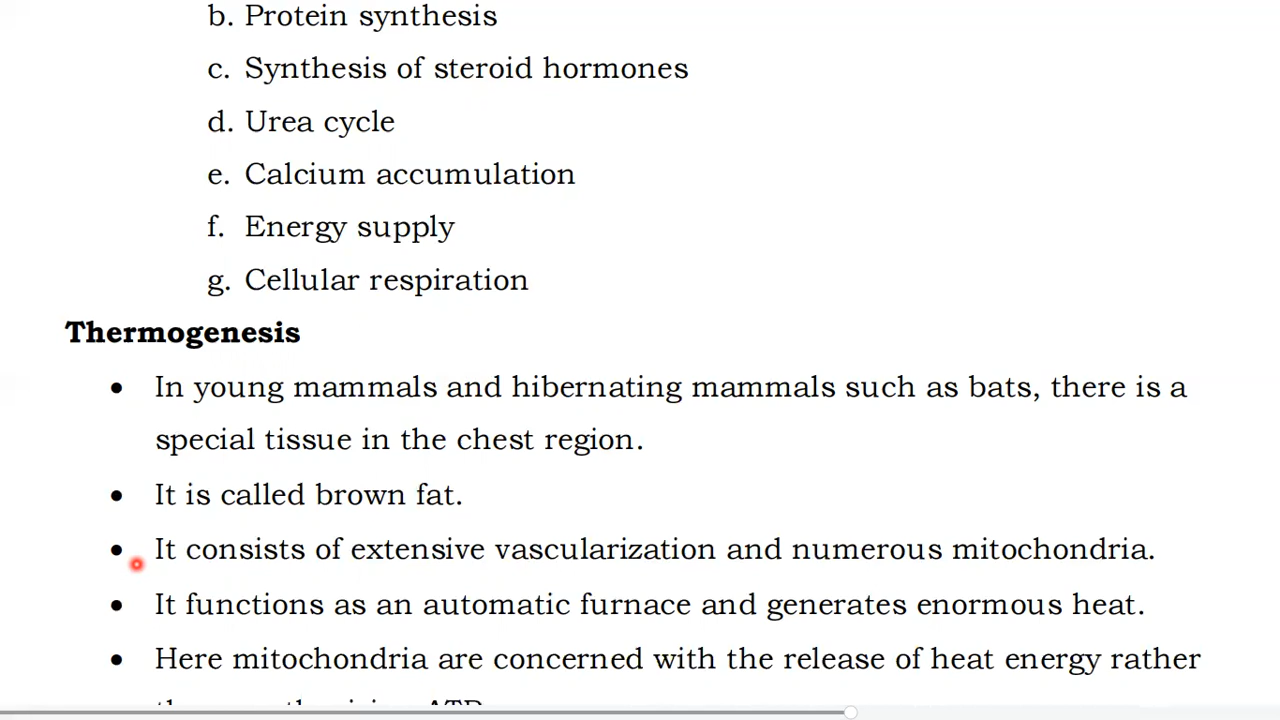 b. Protein synthesis
c. Synthesis of steroid hormones
d. Urea cycle
e. Calcium accumulation
f. Energy supply
g. Cellular respiration
Thermogenesis
• In young mammals and hibernating mammals such as bats, there is a
special tissue in the chest region.
• It is called brown fat.
• It consists of extensive vascularization and numerous mitochondria.
• It functions as an automatic furnace and generates enormous heat.
• Here mitochondria are concerned with the release of heat energy rather
ATP